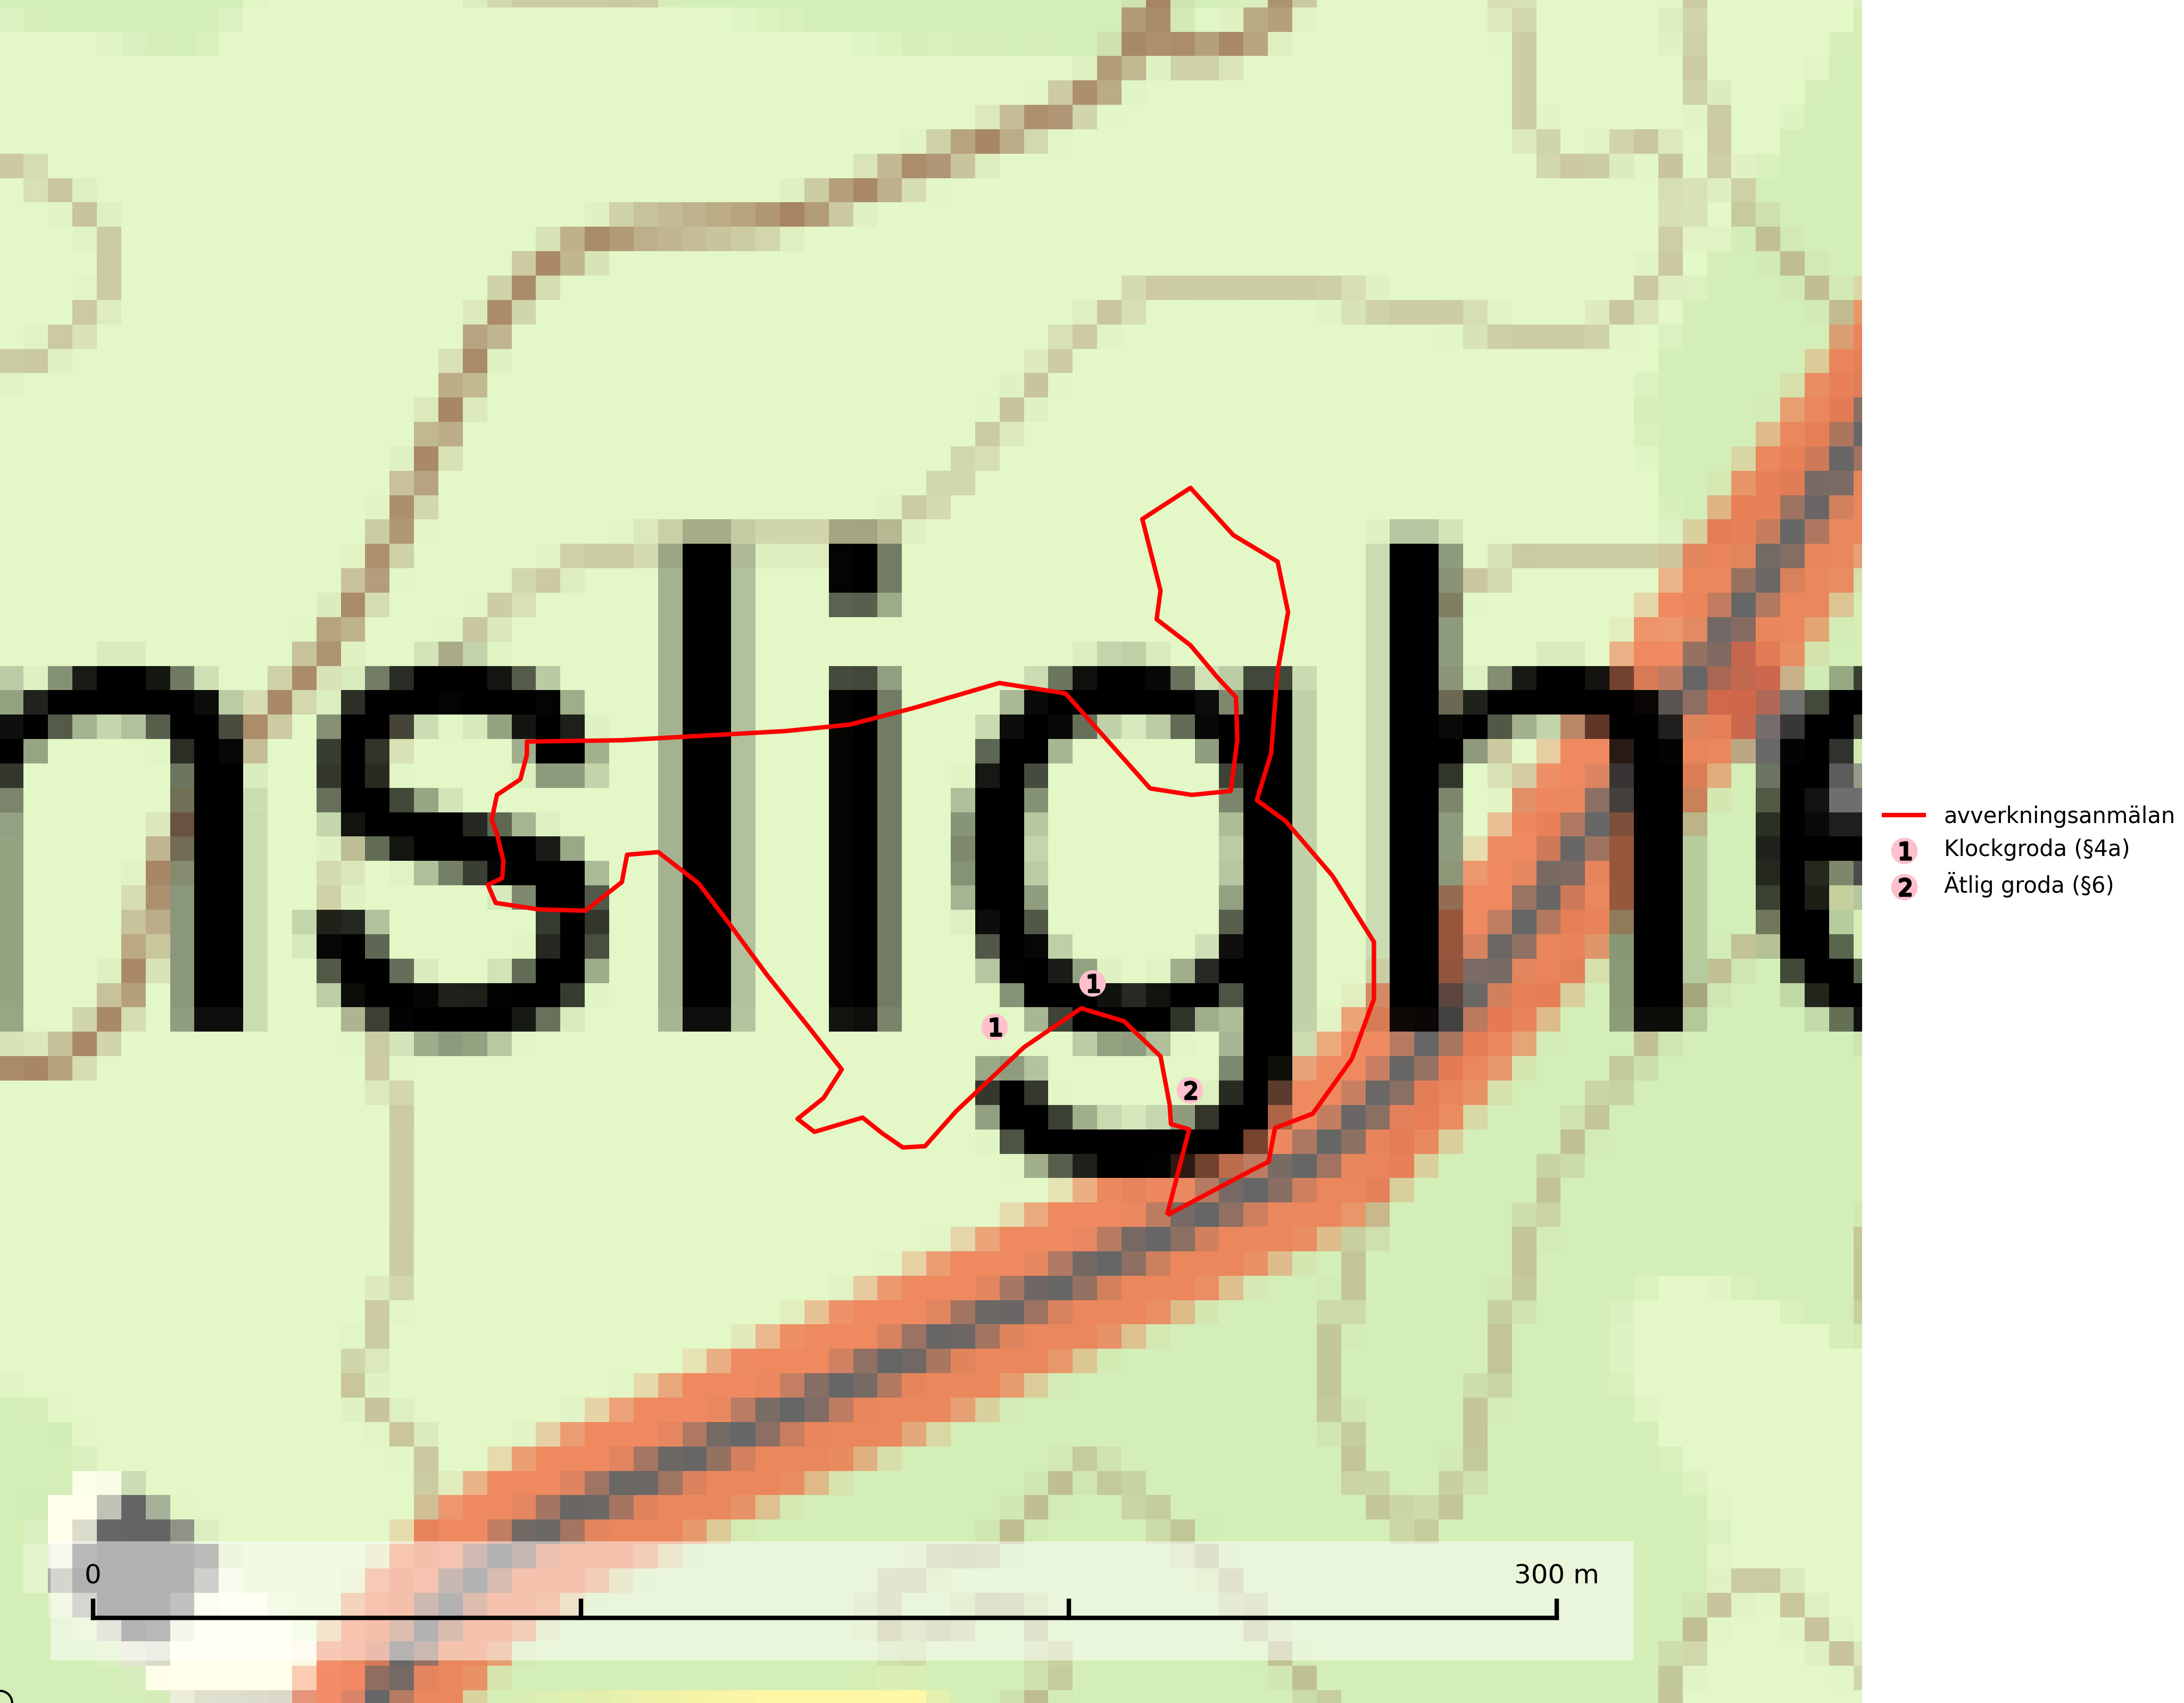 nslighe
1
1
2
0 300 m
avverkningsanmälan
1 Klockgroda (§4a)
2 Ätlig groda (§6)